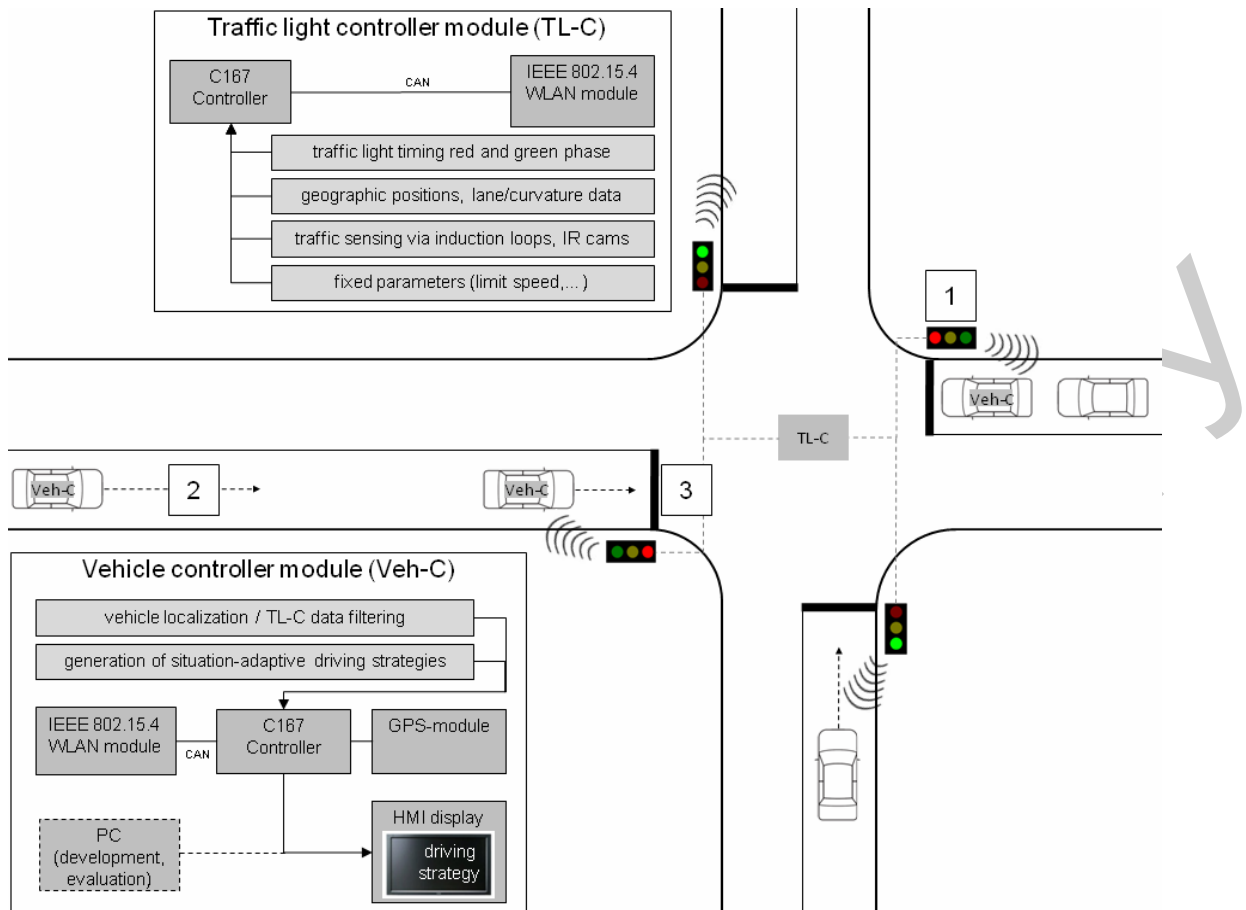 Traffic light controller module (TL-C)
C167
Controller
CAN
IEEE 802.15.4
WLAN module
traffic light timing red and green phase
geographic positions, lane/curvature data
traffic sensing via induction loops, IR cams
fixed parameters (limit speed,...)
1
Veh-C
TL-C
Veh-C
2
Veh-C
3
Vehicle controller module (Veh-C)
vehicle localization / TL-C data filtering
generation of situation-adaptive driving strategies
IEEE 802.15.4
WLAN module
CAN
C167
Controller
GPS-module
PC
(development,
evaluation)
HMI display
driving
strategy
y